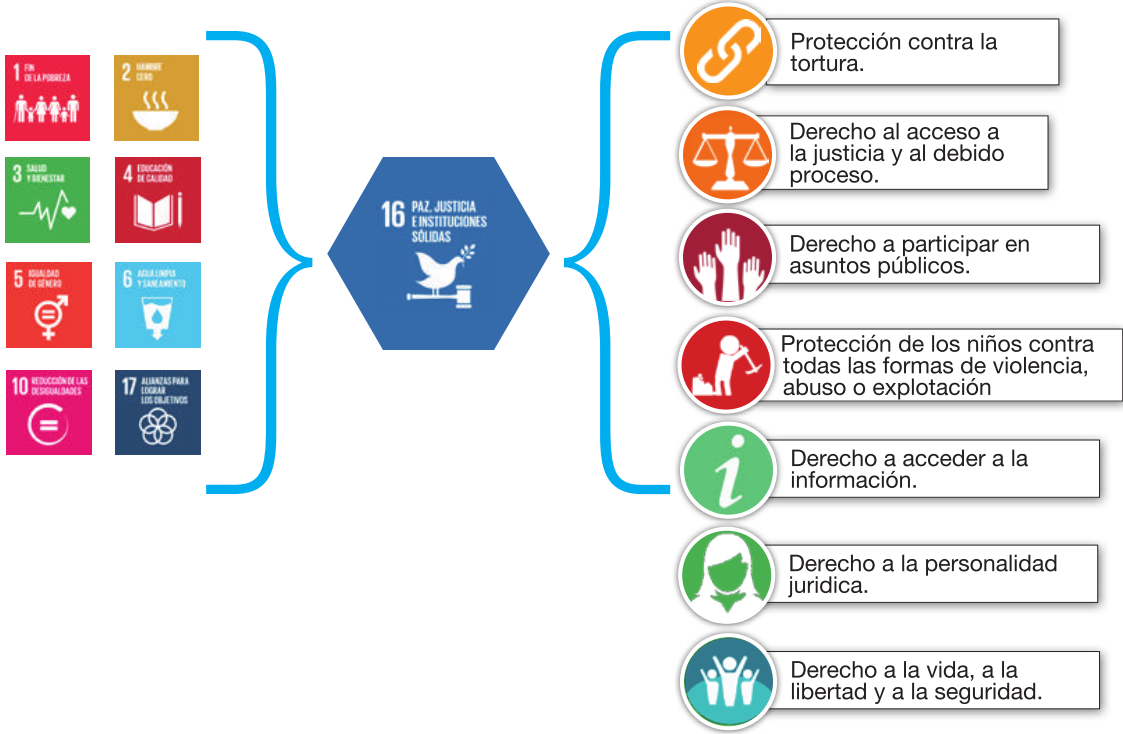 1 FIN
DE LA POBREZA
2 HAMBRE
CERO
3 SALUD
Y BIENESTAR
4 EDUCACIÓN
DE CALIDAD
5 IGUALDAD
DE GÉNERO
6 AGUA LIMPIA
Y SANEAMIENTO
10 REDUCCIÓN DE LAS
DESIGUALDADES
17 ALIANZAS PARA
LOGRAR
LOS OBJETIVOS
16 PAZ, JUSTICIA
E INSTITUCIONES
SÓLIDAS
Protección contra la
tortura.
Derecho al acceso a
la justicia y al debido
proceso.
Derecho a participar en
asuntos públicos.
Protección de los niños contra
todas las formas de violencia,
abuso o explotación
Derecho a acceder a la
información.
Derecho a la personalidad
juridica.
Derecho a la vida, a la
libertad y a la seguridad.